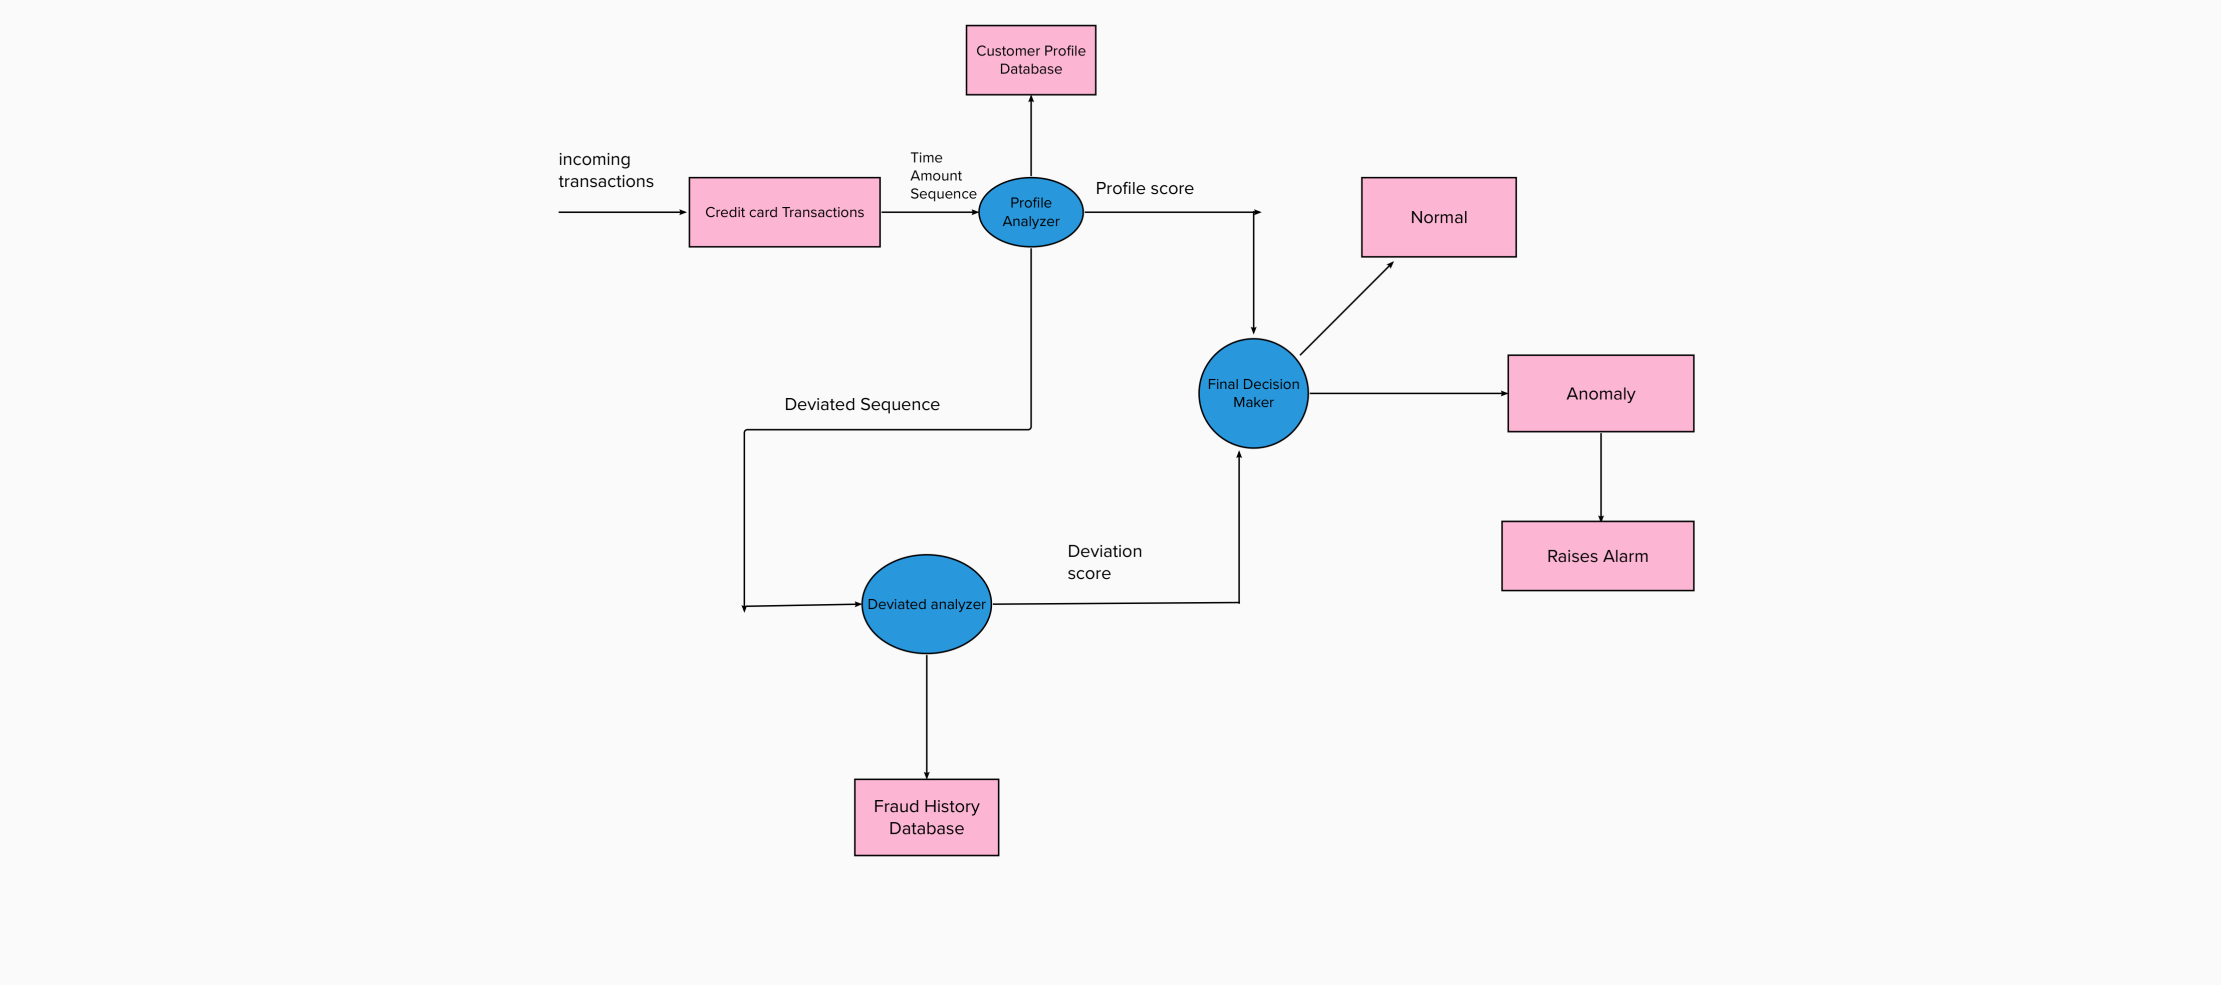 Customer Profile
Database
incoming
transactions
Time
Amount
Sequence
Credit card Transactions
Profile
Analyzer
Profile score
Normal
Final Decision
Maker
Anomaly
Deviated Sequence
Deviation
score
Raises Alarm
Deviated analyzer
Fraud History
Database